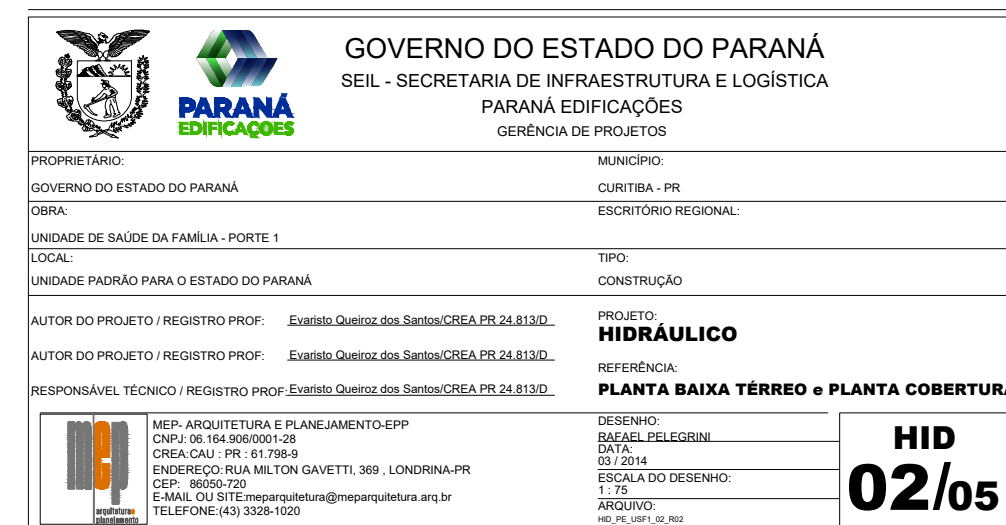 GOVERNO DO ESTADO DO PARANÁ
SEIL - SECRETARIA DE INFRAESTRUTURA E LOGÍSTICA
PARANÁ EDIFICAÇÕES
GERÊNCIA DE PROJETOS
PARANÁ
EDIFICAÇOES
PROPRIETÁRIO:
GOVERNO DO ESTADO DO PARANÁ
MUNICÍPIO:
CURITIBA - PR
OBRA:
UNIDADE DE SAÚDE DA FAMÍLIA - PORTE 1
ESCRITÓRIO REGIONAL:
LOCAL:
UNIDADE PADRÃO PARA O ESTADO DO PARANÁ
TIPO:
CONSTRUÇÃO
AUTOR DO PROJETO / REGISTRO PROF: Evaristo Queiroz dos Santos/CREA PR 24.813/D
AUTOR DO PROJETO / REGISTRO PROF: Evaristo Queiroz dos Santos/CREA PR 24.813/D
RESPONSÁVEL TÉCNICO / REGISTRO PROF: Evaristo Queiroz dos Santos/CREA PR 24.813/D
PROJETO:
HIDRÁULICO
REFERÊNCIA:
PLANTA BAIXA TÉRREO e PLANTA COBERTURA
mep
arquitetura e
planejamento
MEP- ARQUITETURA E PLANEJAMENTO-EPP
CNPJ: 06.164.906/0001-28
CREA:CAU : PR : 61.798-9
ENDEREÇO: RUA MILTON GAVETTI, 369 , LONDRINA-PR
CEP: 86050-720
E-MAIL OU SITE:meparquitetura@meparquitetura.arq.br
TELEFONE:(43) 3328-1020
DESENHO:
RAFAEL PELEGRINI
DATA:
03 / 2014
ESCALA DO DESENHO:
1 : 75
ARQUIVO:
HID_PE_USF1_02_R02
HID
02/05